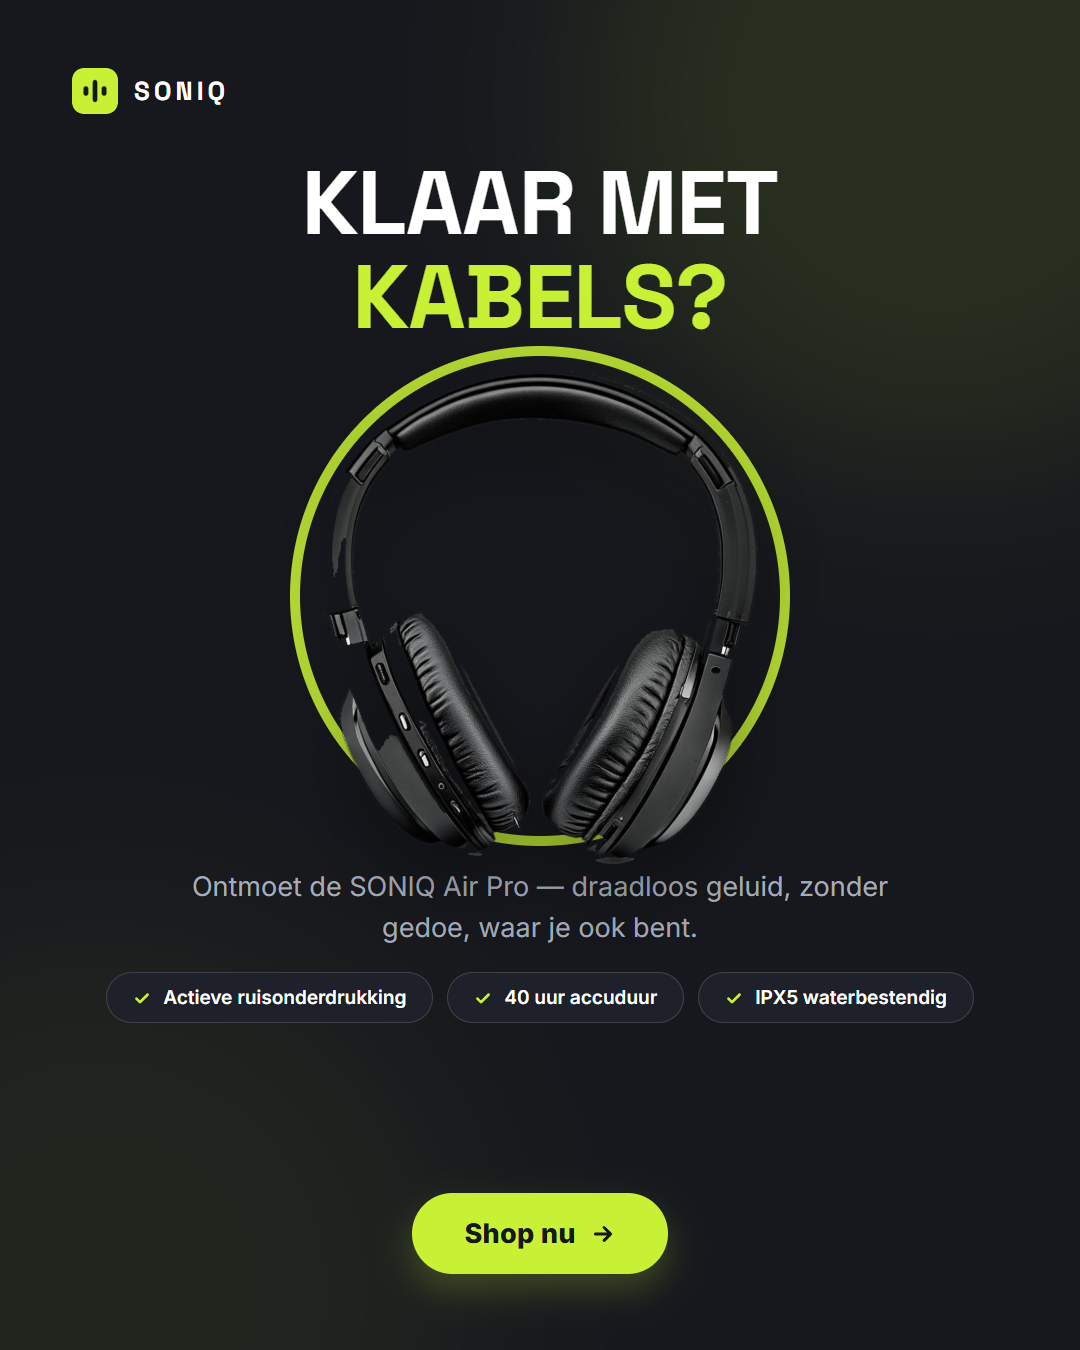 SONIQ
KLAAR MET
KABELS?
Ontmoet de SONIQ Air Pro — draadloos geluid, zonder
gedoe, waar je ook bent.
Actieve ruisonderdrukking
40 uur accuduur
IPX5 waterbestendig
Shop nu →